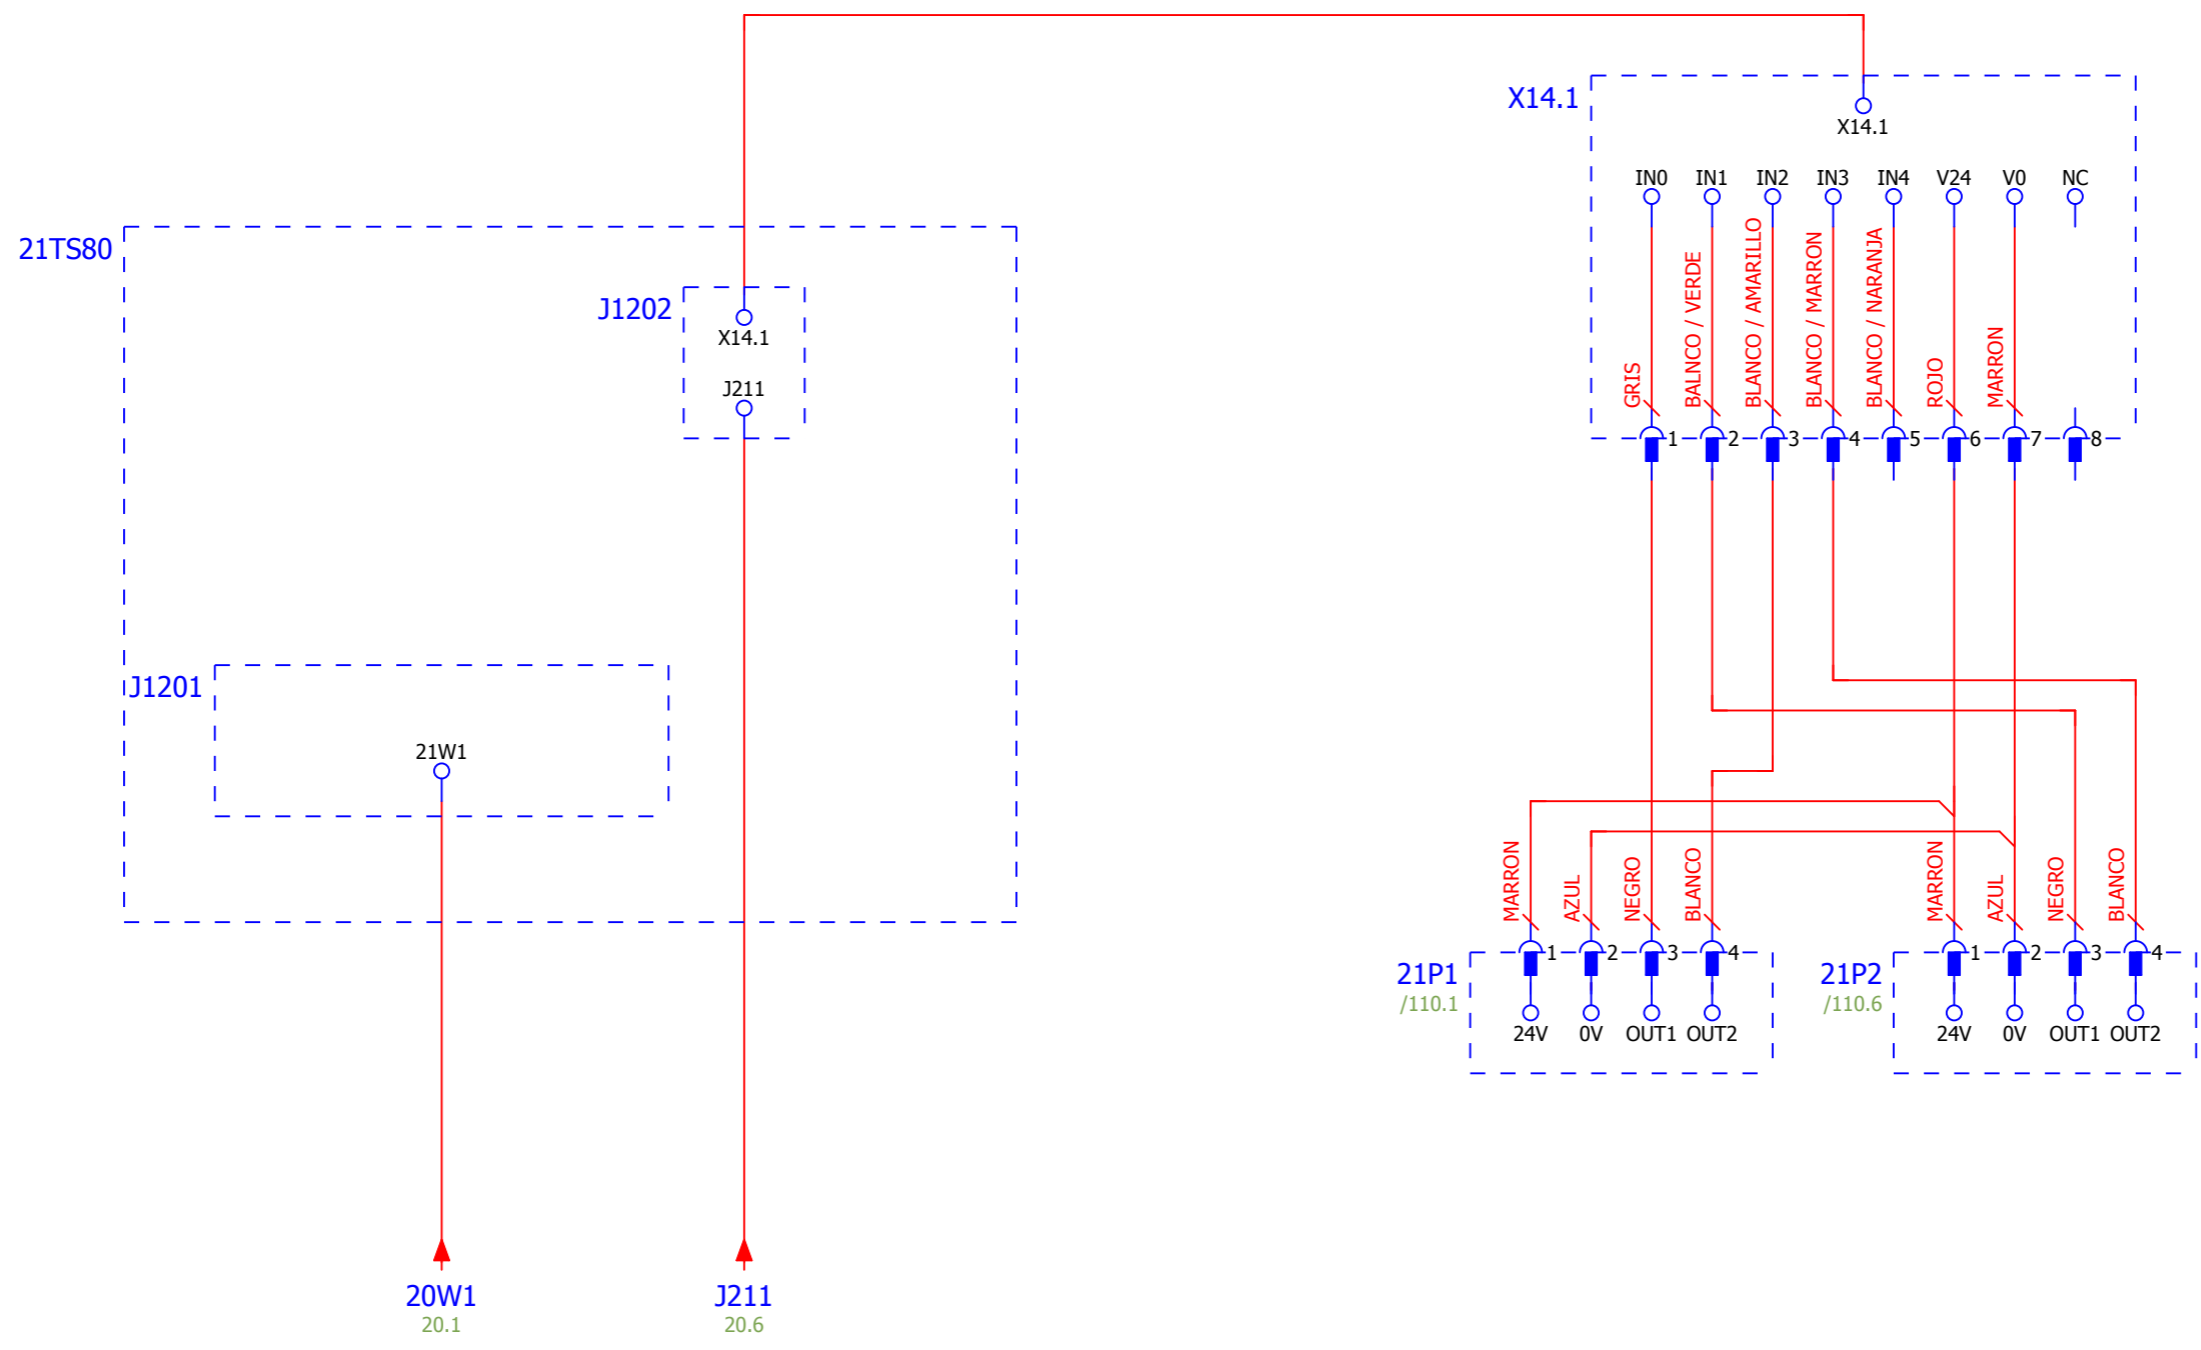 X14.1
X14.1
IN0 IN1 IN2 IN3 IN4 V24 V0 NC
GRIS
BALNCO / VERDE
BLANCO / AMARILLO
BLANCO / MARRON
BLANCO / NARANJA
ROJO
MARRON
1 2 3 4 5 6 7 8
21TS80
J1202
X14.1
J211
J1201
21W1
20W1
20.1
J211
20.6
MARRON
AZUL
NEGRO
BLANCO
21P1
/110.1
1 2 3 4
24V 0V OUT1 OUT2
MARRON
AZUL
NEGRO
BLANCO
21P2
/110.6
1 2 3 4
24V 0V OUT1 OUT2